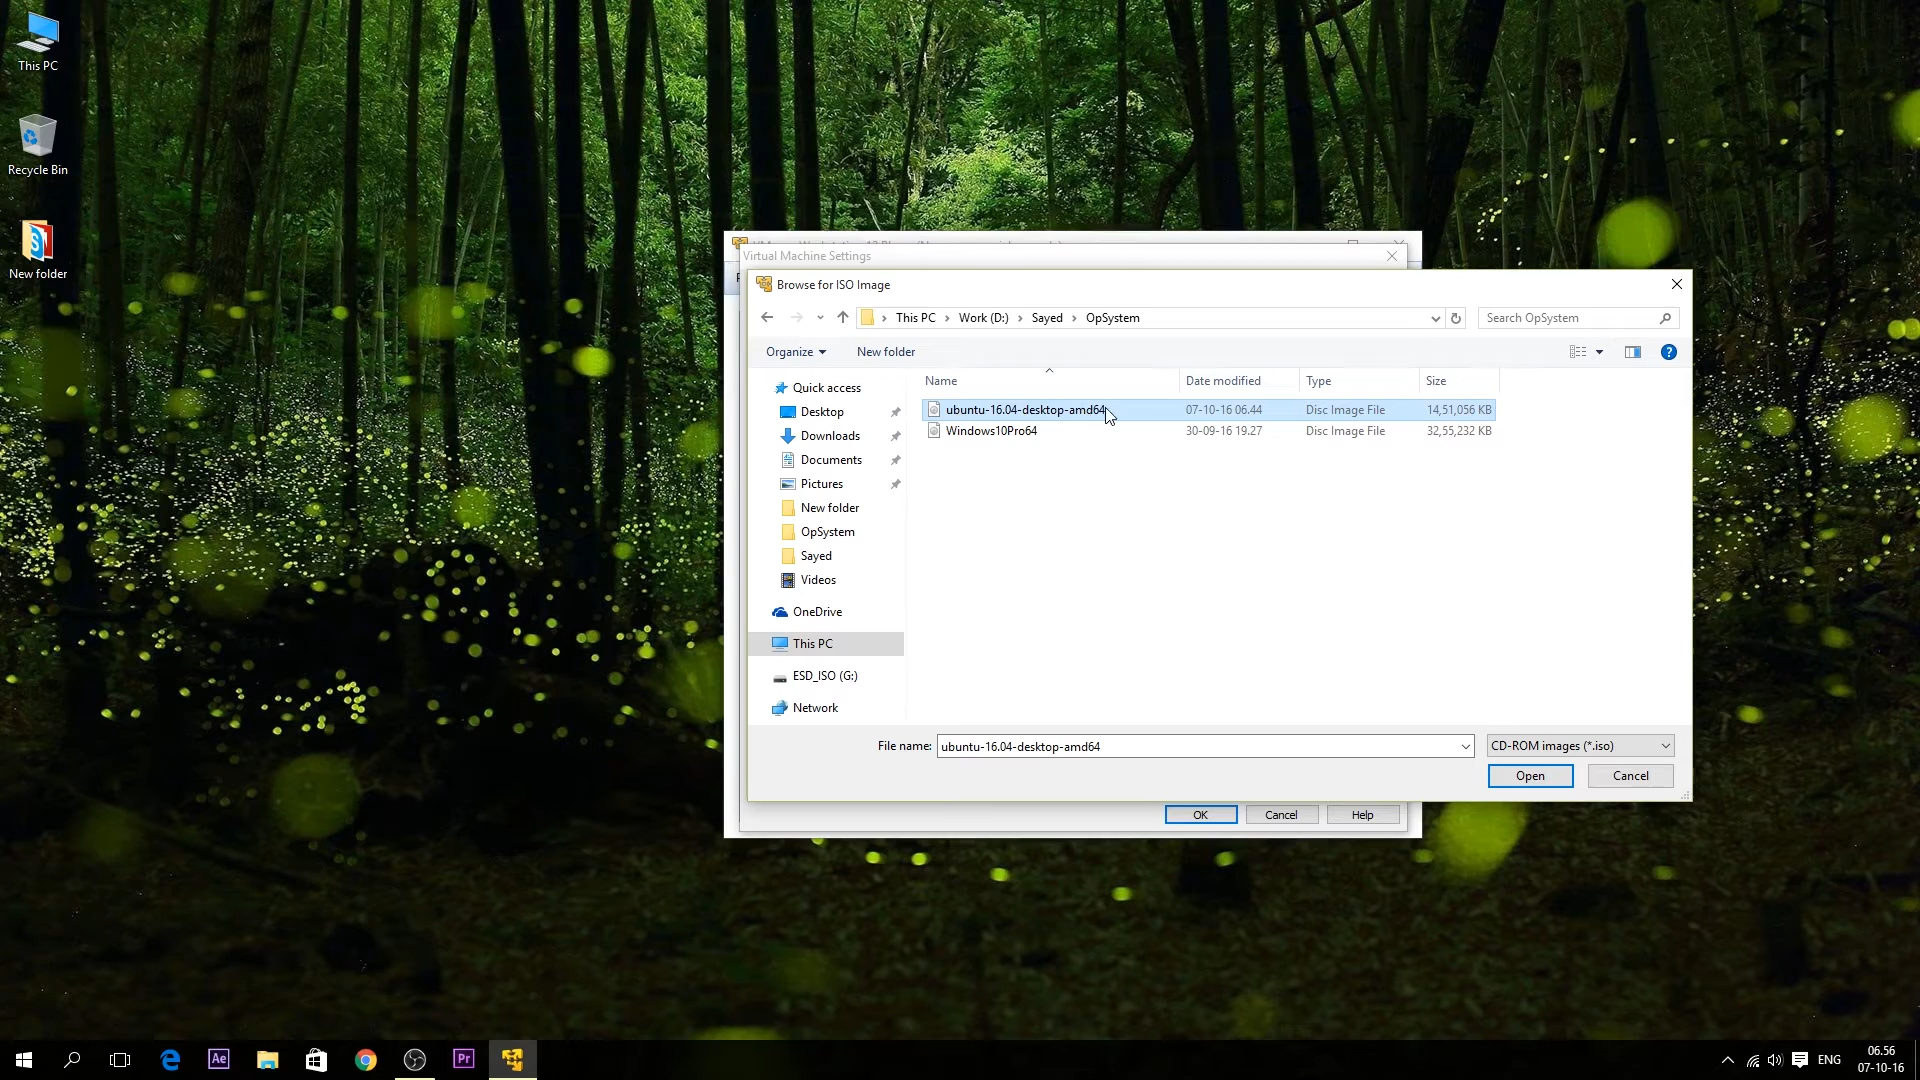 This PC
Recycle Bin
New folder
Virtual Machine Settings
Browse for ISO Image
This PC > Work (D:) > Sayed > OpSystem
Search OpSystem
Organize
New folder
Name
Date modified
Type
Size
ubuntu-16.04-desktop-amd64
07-10-16 06.44
Disc Image File
14,51,056 KB
Windows10Pro64
30-09-16 19.27
Disc Image File
32,55,232 KB
Quick access
Desktop
Downloads
Documents
Pictures
New folder
OpSystem
Sayed
Videos
OneDrive
This PC
ESD_ISO (G:)
Network
File name:
ubuntu-16.04-desktop-amd64
CD-ROM images (*.iso)
Open
Cancel
OK
Cancel
Help
Ae
Pr
ENG
06.56
07-10-16